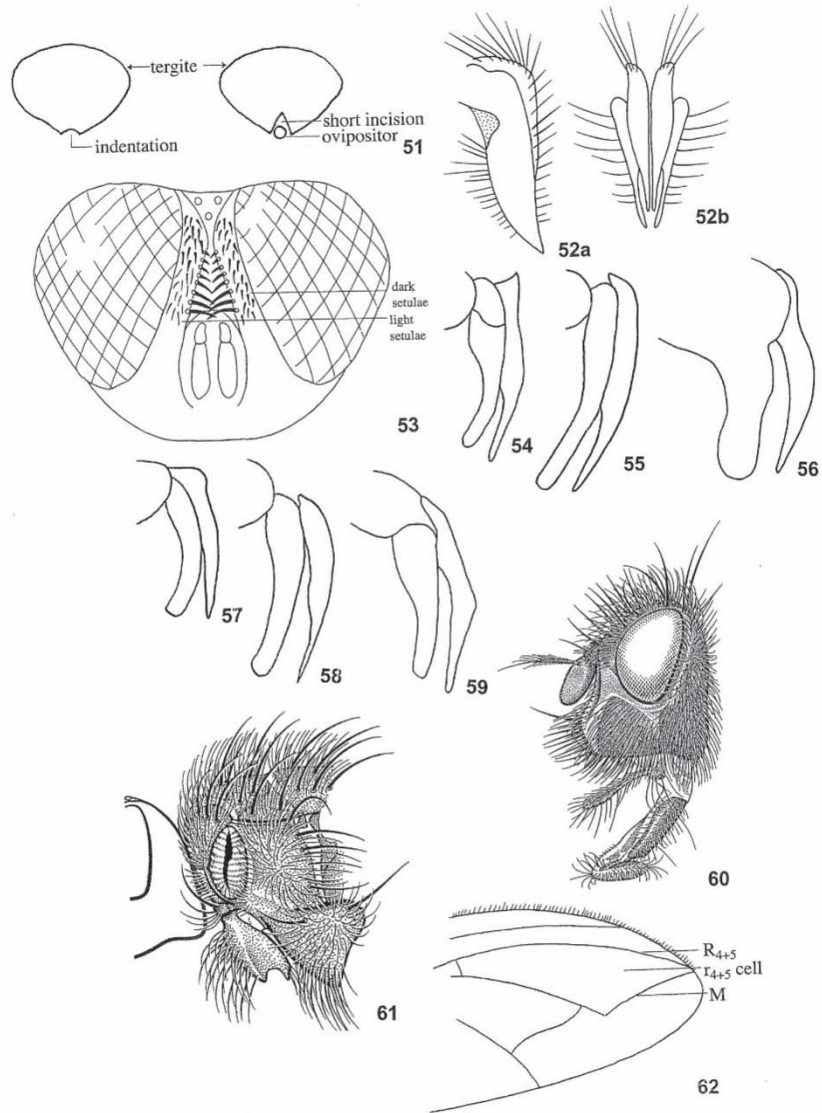 tergite
short incision
ovipositor
indentation
51
52a
52b
dark
setulae
light
setulae
53
54
55
56
57
58
59
60
61
R4+5
r4+5 cell
M
62